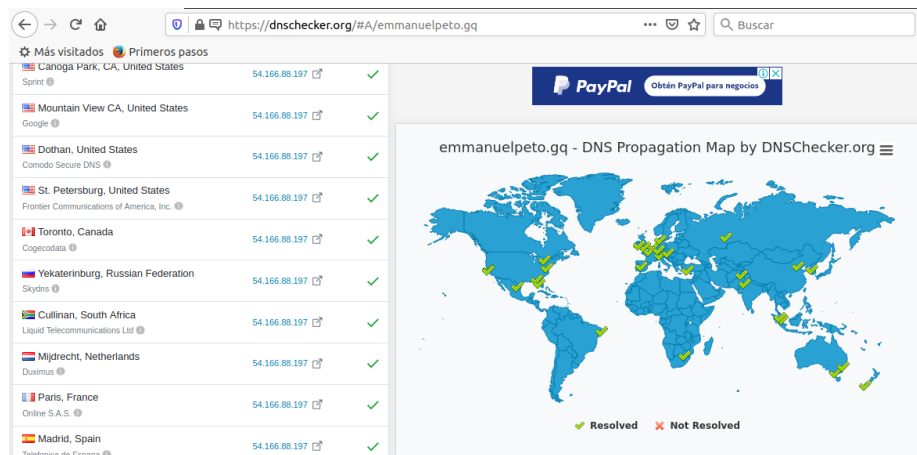 https://dnschecker.org/#A/emmanuelpeto.gq
Buscar
Más visitados
Primeros pasos
Canoga Park, CA, United States
Sprint
54.166.88.197
Mountain View CA, United States
Google
54.166.88.197
Dothan, United States
Comodo Secure DNS
54.166.88.197
St. Petersburg, United States
Frontier Communications of America, Inc.
54.166.88.197
Toronto, Canada
Cogecodata
54.166.88.197
Yekaterinburg, Russian Federation
Skydns
54.166.88.197
Cullinan, South Africa
Liquid Telecommunications Ltd
54.166.88.197
Mijdrecht, Netherlands
Duximus
54.166.88.197
Paris, France
Online S.A.S.
54.166.88.197
Madrid, Spain
Telefonica de Espana
54.166.88.197
PayPal
Obtén PayPal para negocios
emmanuelpeto.gq - DNS Propagation Map by DNSChecker.org
Resolved
Not Resolved